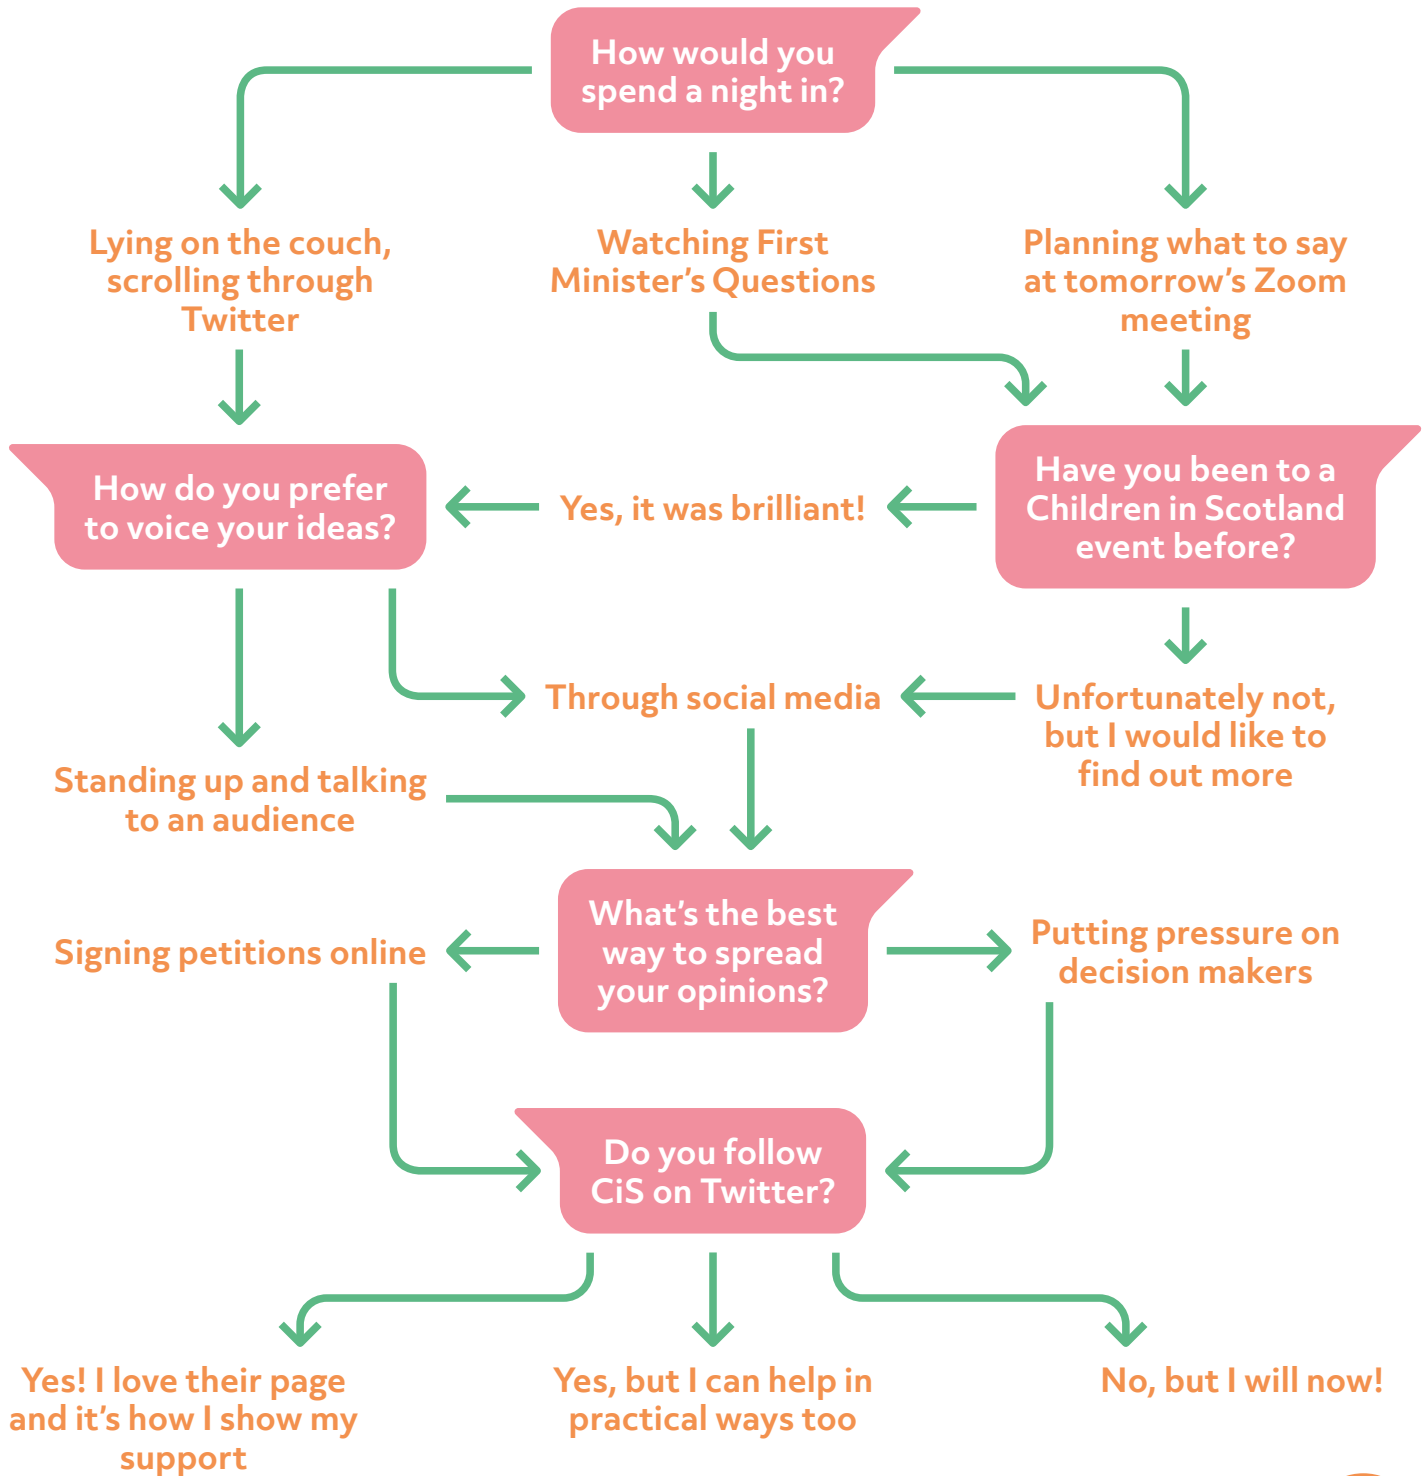 How would you
spend a night in?
Lying on the couch,
scrolling through
Twitter
Watching First
Minister’s Questions
Planning what to say
at tomorrow’s Zoom
meeting
How do you prefer
to voice your ideas?
Yes, it was brilliant!
Have you been to a
Children in Scotland
event before?
Through social media
Unfortunately not,
but I would like to
find out more
Standing up and talking
to an audience
Signing petitions online
What’s the best
way to spread
your opinions?
Putting pressure on
decision makers
Do you follow
CiS on Twitter?
Yes! I love their page
and it’s how I show my
support
Yes, but I can help in
practical ways too
No, but I will now!